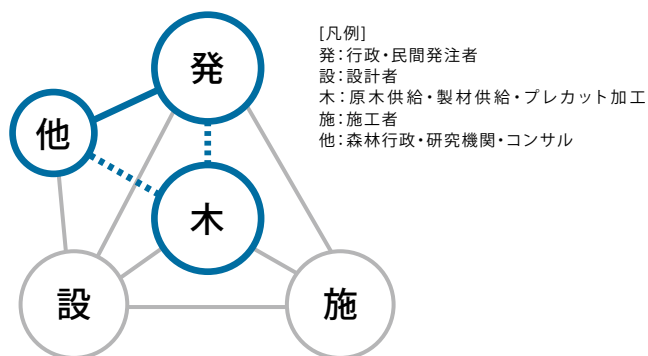 発
他
木
設
施
[凡例]
発:行政・民間発注者
設:設計者
木:原木供給・製材供給・プレカット加工
施:施工者
他:森林行政・研究機関・コンサル